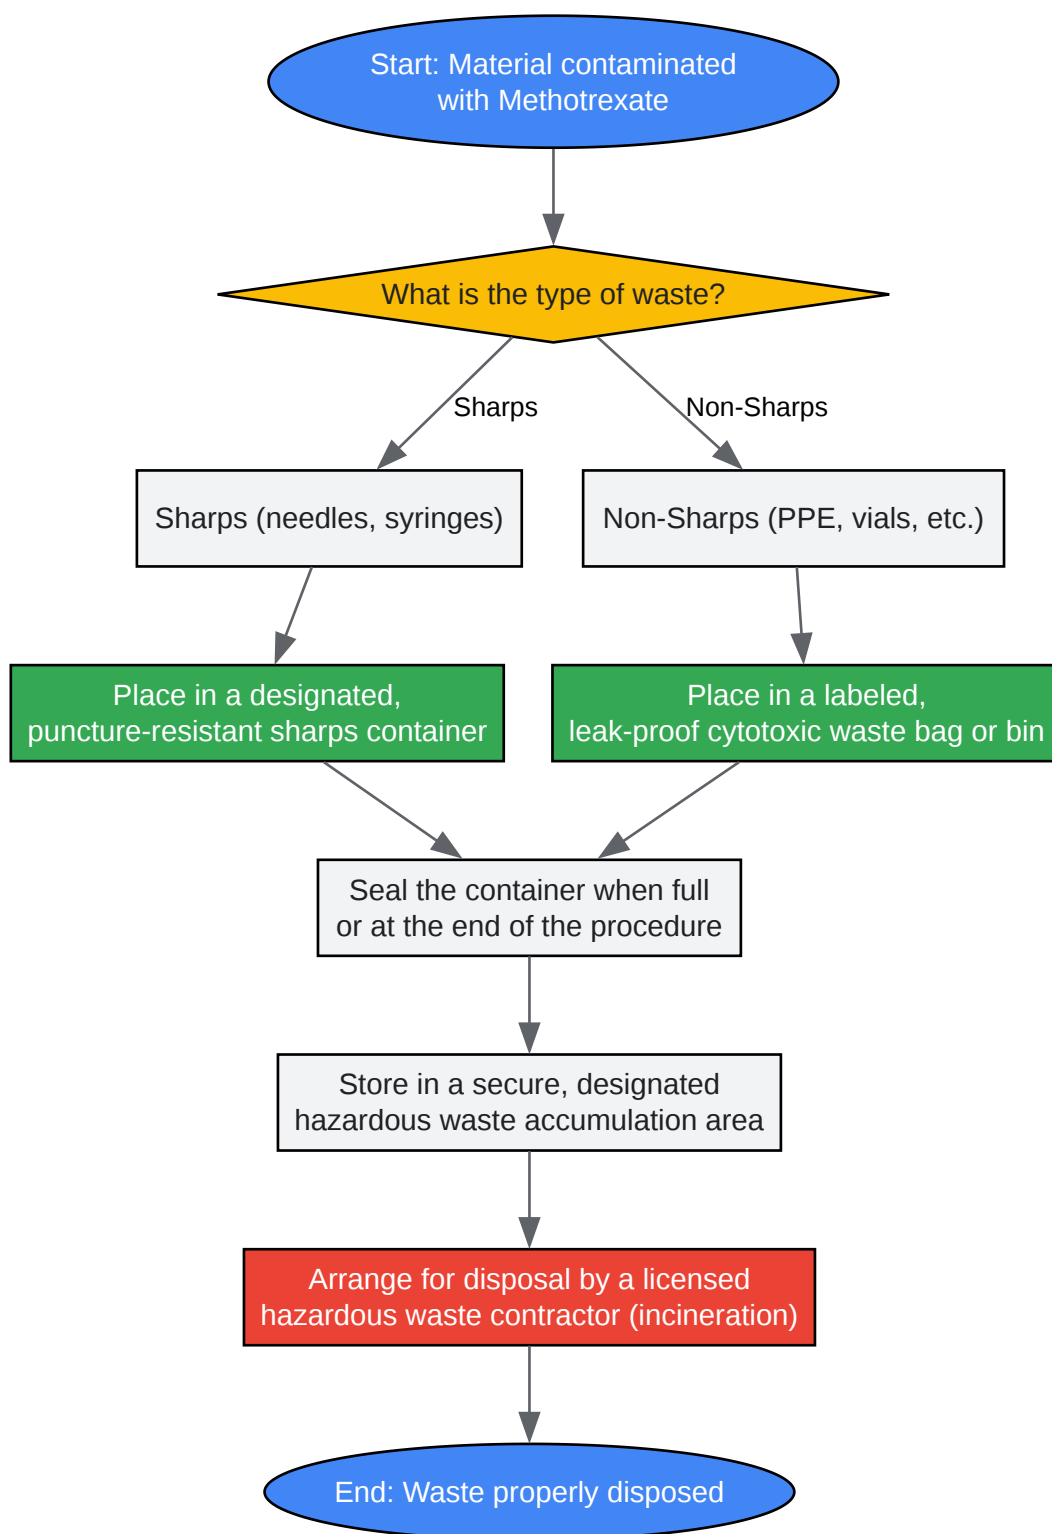 Start: Material contaminated
with Methotrexate
What is the type of waste?
Sharps
Non-Sharps
Sharps (needles, syringes)
Non-Sharps (PPE, vials, etc.)
Place in a designated,
puncture-resistant sharps container
Place in a labeled,
leak-proof cytotoxic waste bag or bin
Seal the container when full
or at the end of the procedure
Store in a secure, designated
hazardous waste accumulation area
Arrange for disposal by a licensed
hazardous waste contractor (incineration)
End: Waste properly disposed